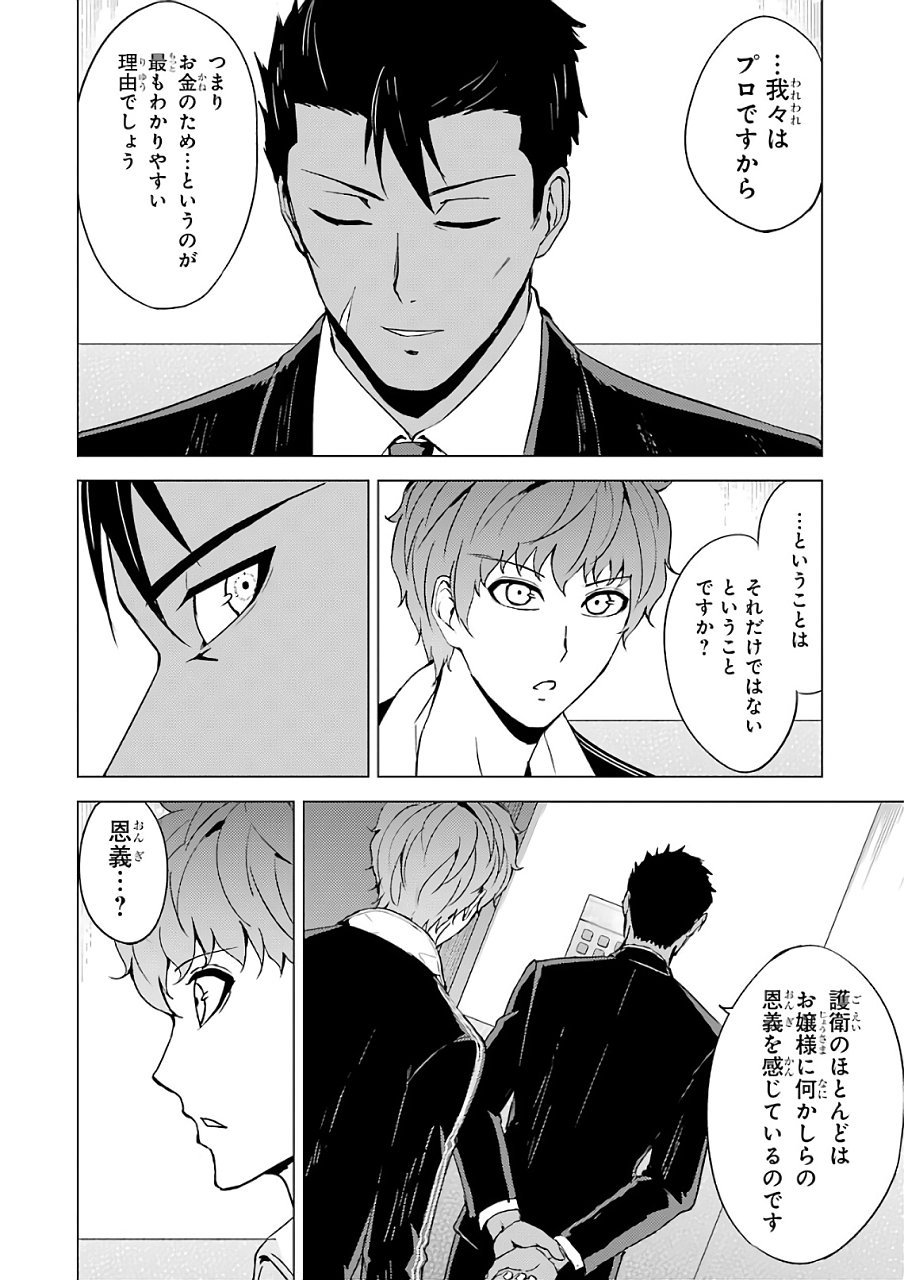 …我々は
プロですから
つまり
お金のため…というのが
最もわかりやすい
理由でしょう
…ということは
それだけではない
ということ
ですか?
護衛のほとんどは
お嬢様に何かしらの
恩義を感じているのです
恩義…?